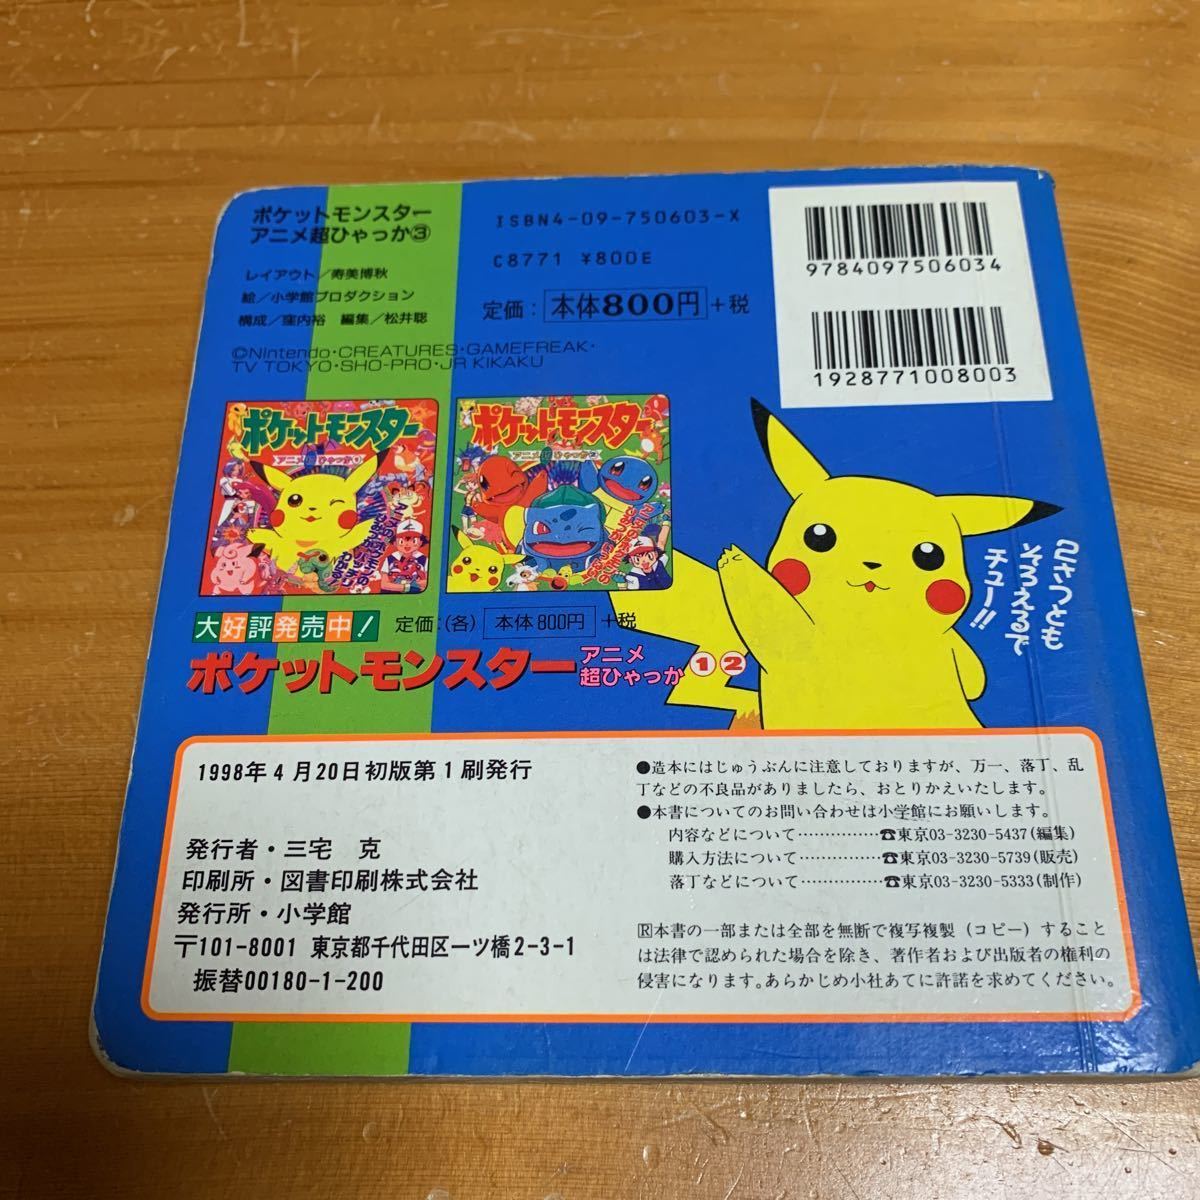 ポケットモンスター
アニメ超ひゃっか③
レイアウト／寿美博秋
絵／小学館プロダクション
構成／窪内裕　編集／松井聡
©Nintendo・CREATURES・GAMEFREAK・
TV TOKYO・SHO-PRO・JR KIKAKU
ISBN4-09-750603-X
C8771 ¥800E
定価：本体800円＋税
9784097506034
1928771008003
ポケットモンスター
アニメ超ひゃっか①
ポケットモンスター
アニメ超ひゃっか②
2さつとも
そろえるで
チュー!!
大好評発売中！ 定価：(各) 本体800円 ＋税
ポケットモンスター アニメ超ひゃっか①②
1998年4月20日初版第1刷発行
発行者・三宅　克
印刷所・図書印刷株式会社
発行所・小学館
〒101-8001 東京都千代田区一ツ橋2-3-1
振替00180-1-200
●造本にはじゅうぶんに注意しておりますが、万一、落丁、乱
丁などの不良品がありましたら、おとりかえいたします。
●本書についてのお問い合わせは小学館にお願いします。
内容などについて……………☎東京03-3230-5437(編集)
購入方法について……………☎東京03-3230-5739(販売)
落丁などについて……………☎東京03-3230-5333(制作)
Ⓡ本書の一部または全部を無断で複写複製（コピー）すること
は法律で認められた場合を除き、著作者および出版者の権利の
侵害になります。あらかじめ小社あてに許諾を求めてください。